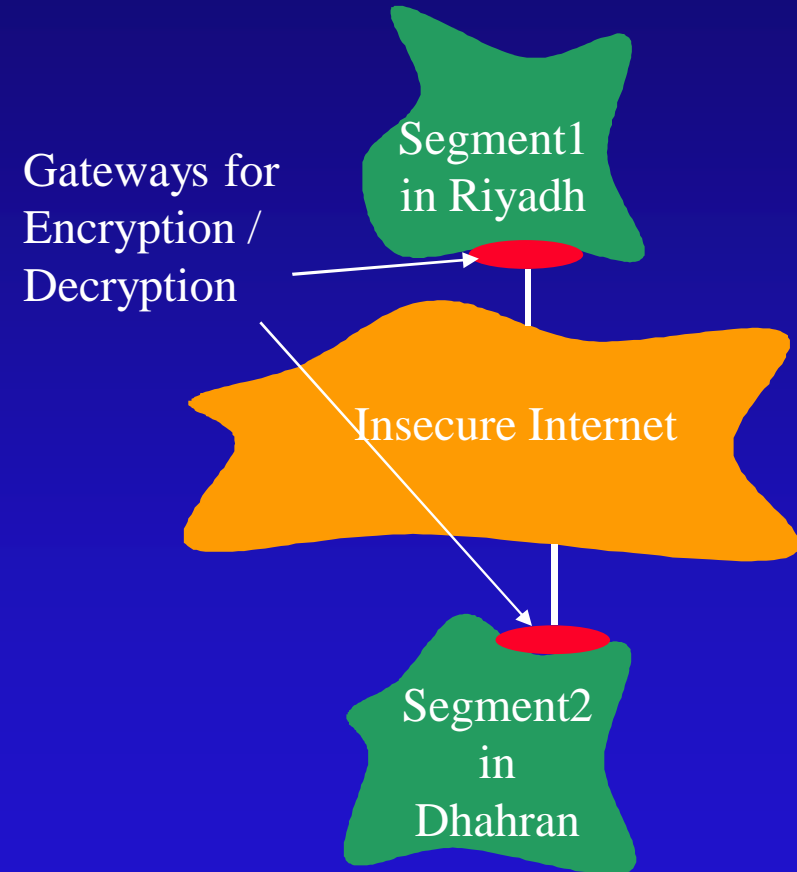 Segment1
in Riyadh
Gateways for
Encryption /
Decryption
Insecure Internet
Segment2
in
Dhahran